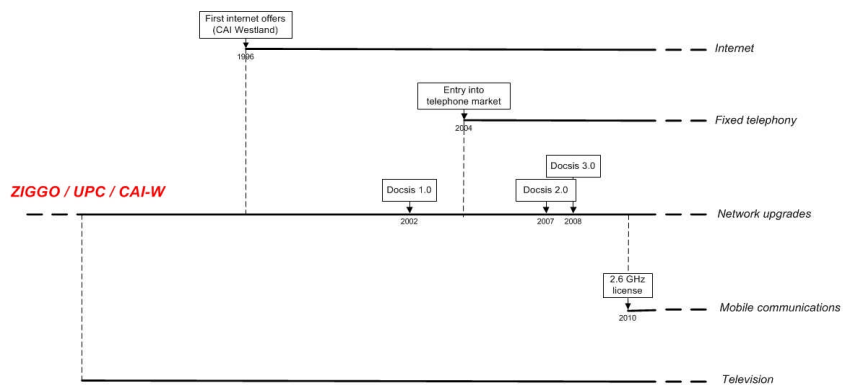 First internet offers
(CAI Westland)
1996
Internet
Entry into
telephone market
2004
Fixed telephony
Docsis 3.0
Docsis 1.0
Docsis 2.0
ZIGGO / UPC / CAI-W
2002
2007
2008
Network upgrades
2.6 GHz
license
2010
Mobile communications
Television